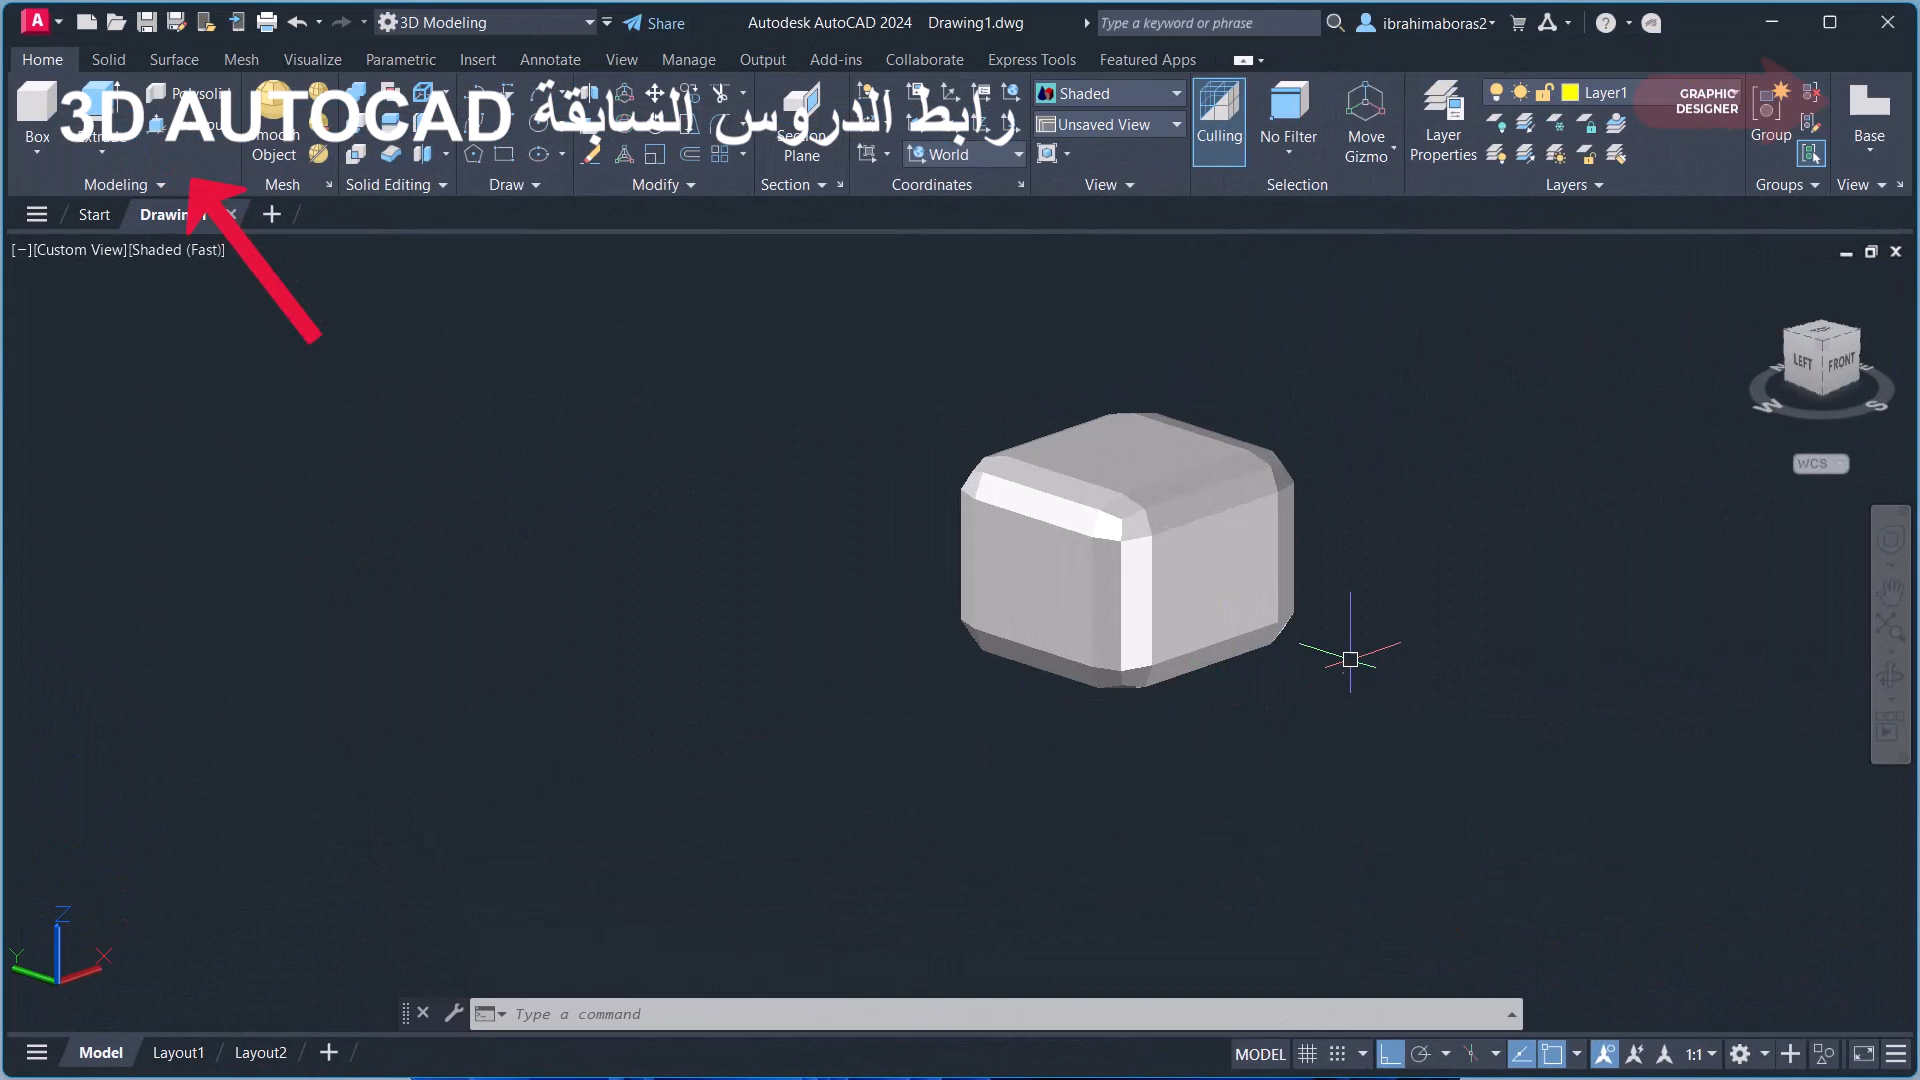 3D Modeling
Share
Autodesk AutoCAD 2024 Drawing1.dwg
Type a keyword or phrase
ibrahimaboras2
Home Solid Surface Mesh Visualize Parametric Insert Annotate View Manage Output Add-ins Collaborate Express Tools Featured Apps
3D AUTOCAD رابط الدروس السابقة
GRAPHIC
DESIGNER
Polysolid
Shaded
Layer1
Unsaved View
Box
Smooth
Object
Section
Plane
World
Culling
No Filter
Move
Gizmo
Layer
Properties
Group
Base
Modeling Mesh Solid Editing Draw Modify Section Coordinates View Selection Layers Groups View
Start
[−][Custom View][Shaded (Fast)]
TOP
LEFT FRONT
W S
WCS
Z
Y X
Type a command
Model Layout1 Layout2
MODEL
1:1